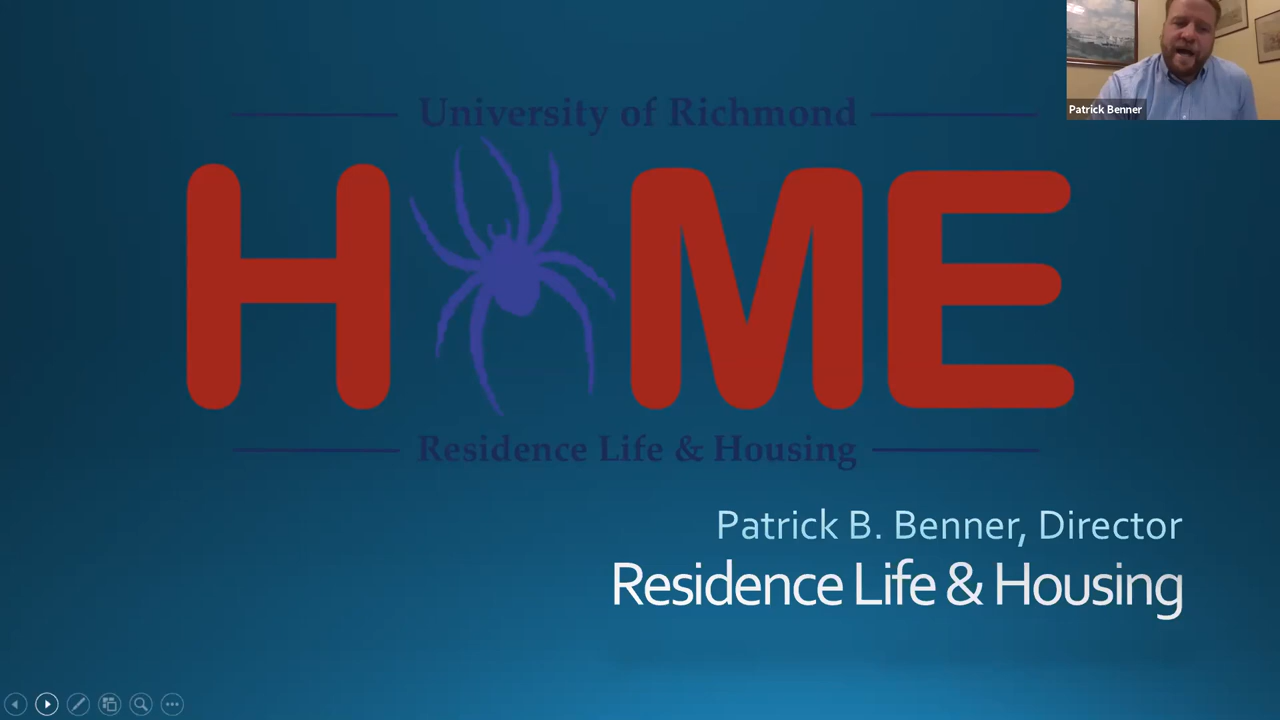 Patrick Benner
University of Richmond
H ME
Residence Life & Housing
Patrick B. Benner, Director
Residence Life & Housing